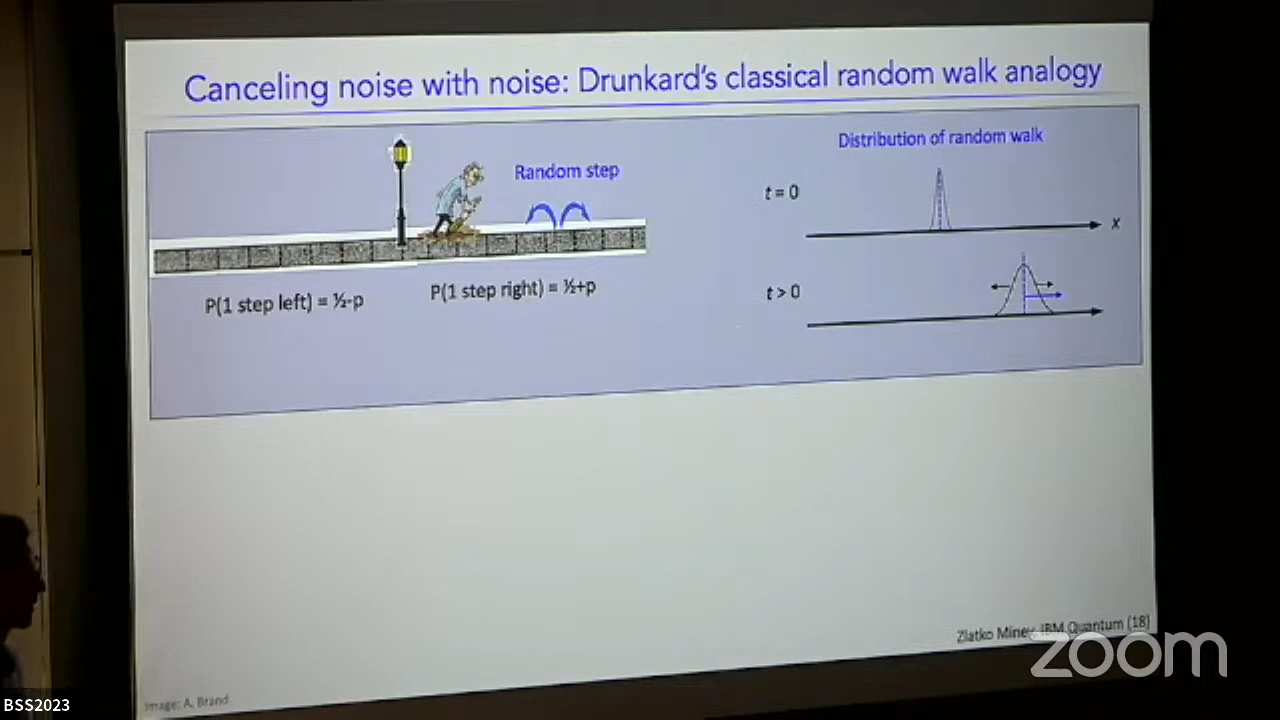 Canceling noise with noise: Drunkard's classical random walk analogy
Random step
P(1 step left) = ½-p
P(1 step right) = ½+p
Distribution of random walk
t = 0
x
t > 0
Zlatko Minev, IBM Quantum (18)
zoom
BSS2023
Image: A. Brand